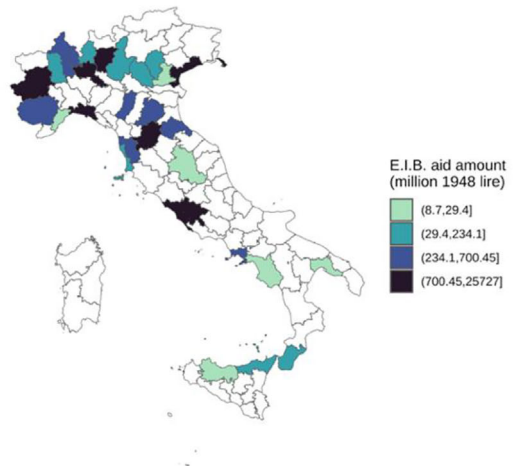 E.I.B. aid amount
(million 1948 lire)
(8.7,29.4]
(29.4,234.1]
(234.1,700.45]
(700.45,25727]